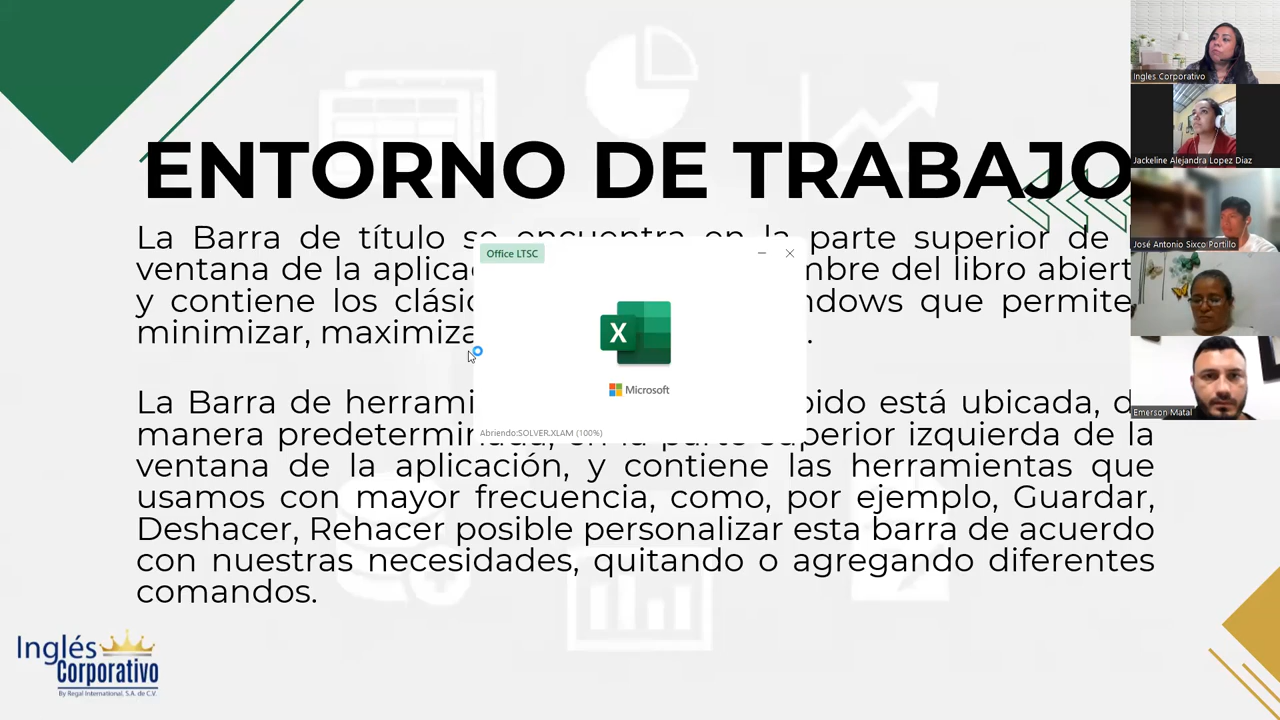 ENTORNO DE TRABAJO
La Barra de título se encuentra en la parte superior de
ventana de la aplica mbre del libro abiert
y contiene los clási ndows que permite
minimizar, maximiza .
La Barra de herrami pido está ubicada, d
manera predeterminada, en la parte superior izquierda de la
ventana de la aplicación, y contiene las herramientas que
usamos con mayor frecuencia, como, por ejemplo, Guardar,
Deshacer, Rehacer posible personalizar esta barra de acuerdo
con nuestras necesidades, quitando o agregando diferentes
comandos.
Office LTSC
X
Microsoft
Abriendo:SOLVER.XLAM (100%)
Ingles Corporativo
Jackeline Alejandra Lopez Diaz
José Antonio Sixco Portillo
Emerson Matal
Inglés
Corporativo
By Regal International, S.A. de C.V.